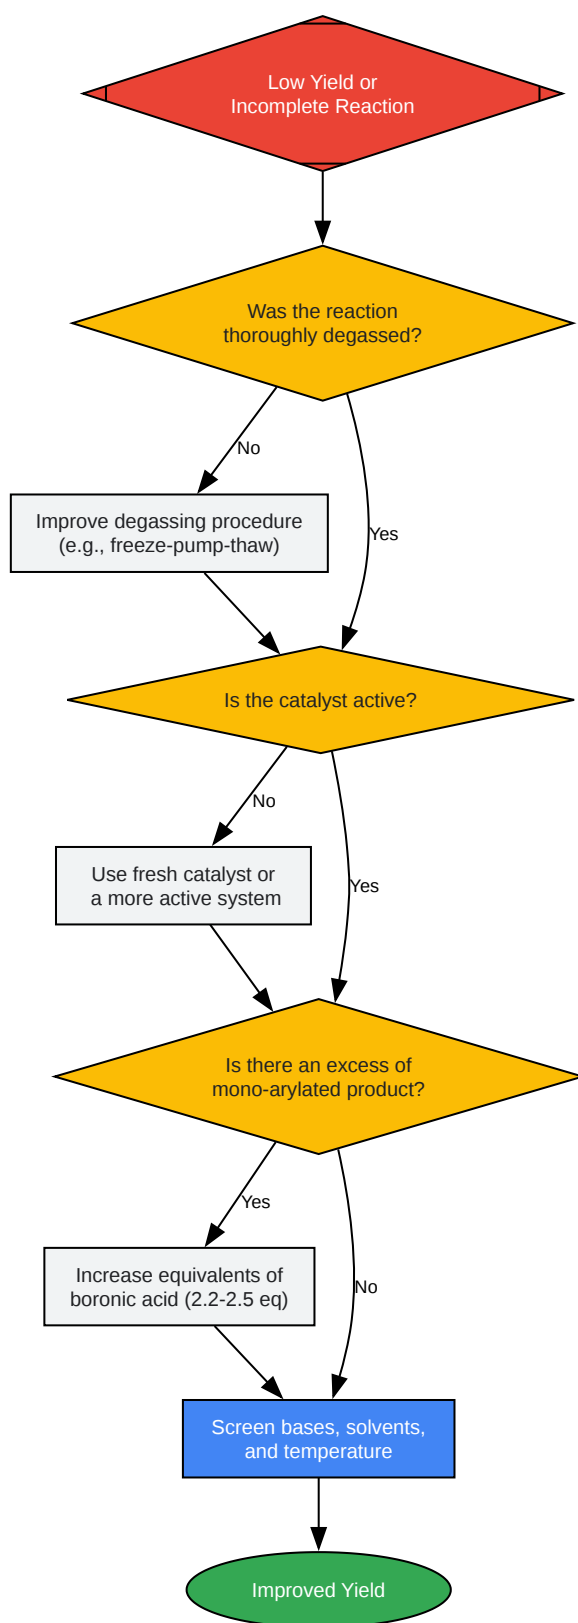 Low Yield or
Incomplete Reaction
Was the reaction
thoroughly degassed?
No
Improve degassing procedure
(e.g., freeze-pump-thaw)
Yes
Is the catalyst active?
No
Use fresh catalyst or
a more active system
Yes
Is there an excess of
mono-arylated product?
Yes
Increase equivalents of
boronic acid (2.2-2.5 eq)
No
Screen bases, solvents,
and temperature
Improved Yield